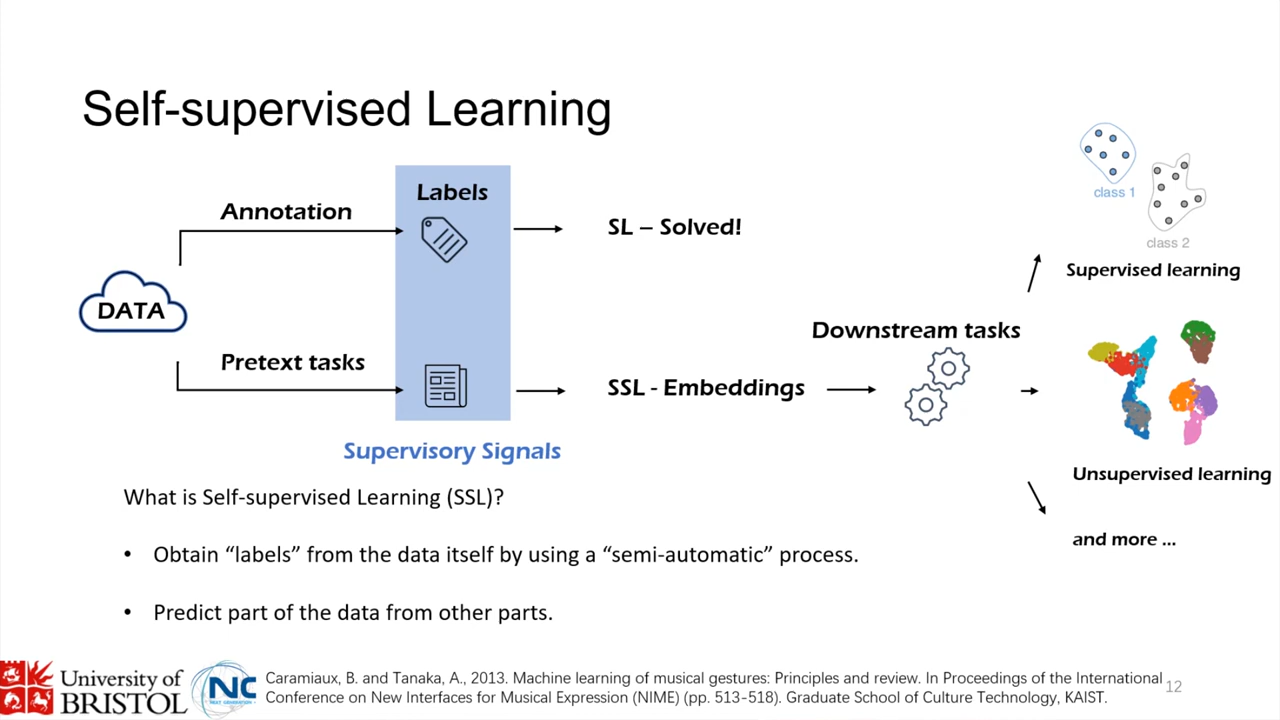 Self-supervised Learning
Annotation
Labels
SL – Solved!
DATA
Pretext tasks
SSL - Embeddings
Supervisory Signals
Downstream tasks
class 1
class 2
Supervised learning
Unsupervised learning
and more ...
What is Self-supervised Learning (SSL)?
• Obtain “labels” from the data itself by using a “semi-automatic” process.
• Predict part of the data from other parts.
University of
BRISTOL
NC
NEXT GENERATION
Caramiaux, B. and Tanaka, A., 2013. Machine learning of musical gestures: Principles and review. In Proceedings of the International
Conference on New Interfaces for Musical Expression (NIME) (pp. 513-518). Graduate School of Culture Technology, KAIST.
12